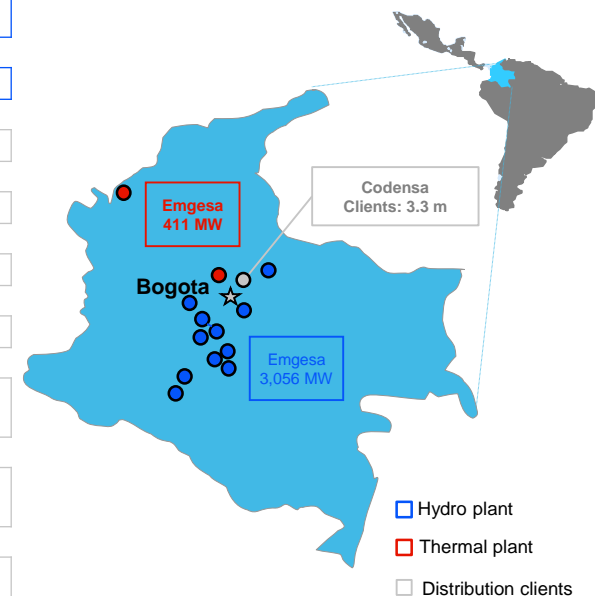 Emgesa
411 MW
Codensa
Clients: 3.3 m
Bogota
Emgesa
3,056 MW
Hydro plant
Thermal plant
Distribution clients